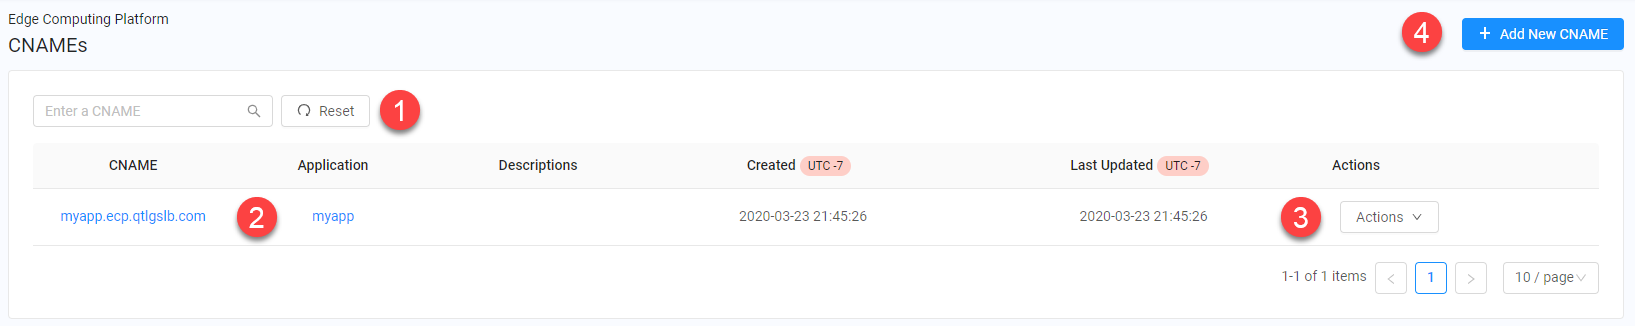 Edge Computing Platform
CNAMEs
4
+ Add New CNAME
Enter a CNAME
Reset
1
CNAME Application Descriptions Created UTC -7 Last Updated UTC -7 Actions
myapp.ecp.qtlgslb.com 2 myapp 2020-03-23 21:45:26 2020-03-23 21:45:26 3 Actions
1-1 of 1 items < 1 > 10 / page